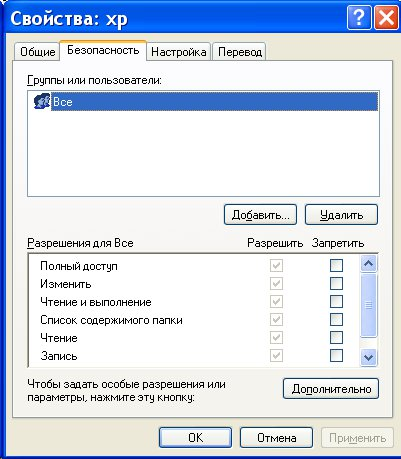 Свойства: хр
Общие Безопасность Настройка Перевод
Группы или пользователи:
Все
Добавить... Удалить
Разрешения для Все Разрешить Запретить
Полный доступ
Изменить
Чтение и выполнение
Список содержимого папки
Чтение
Запись
Чтобы задать особые разрешения или
параметры, нажмите эту кнопку:
Дополнительно
OK Отмена Применить